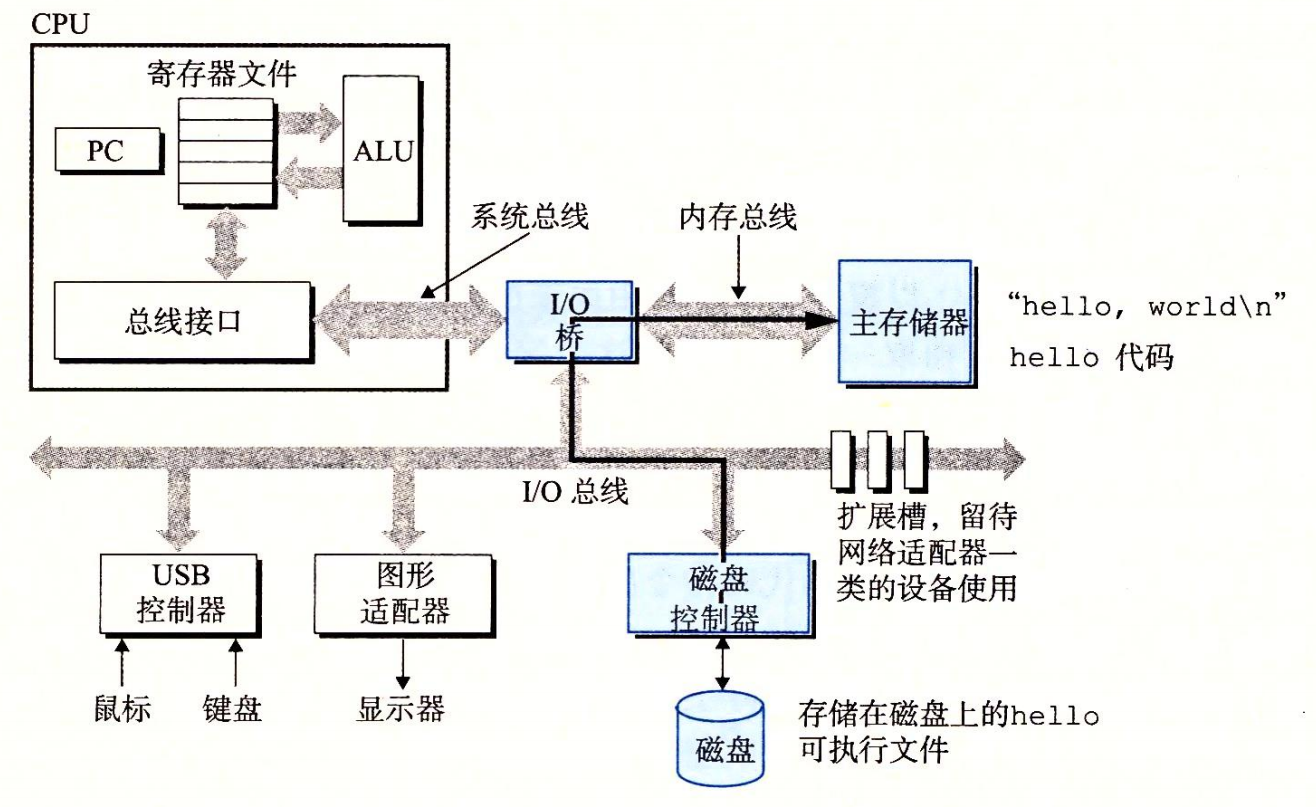 CPU
寄存器文件
PC
ALU
系统总线
内存总线
总线接口
I/O
桥
主存储器
“hello, world\n”
hello 代码
I/O 总线
扩展槽，留待
网络适配器一
类的设备使用
USB
控制器
图形
适配器
磁盘
控制器
鼠标
键盘
显示器
磁盘
存储在磁盘上的hello
可执行文件